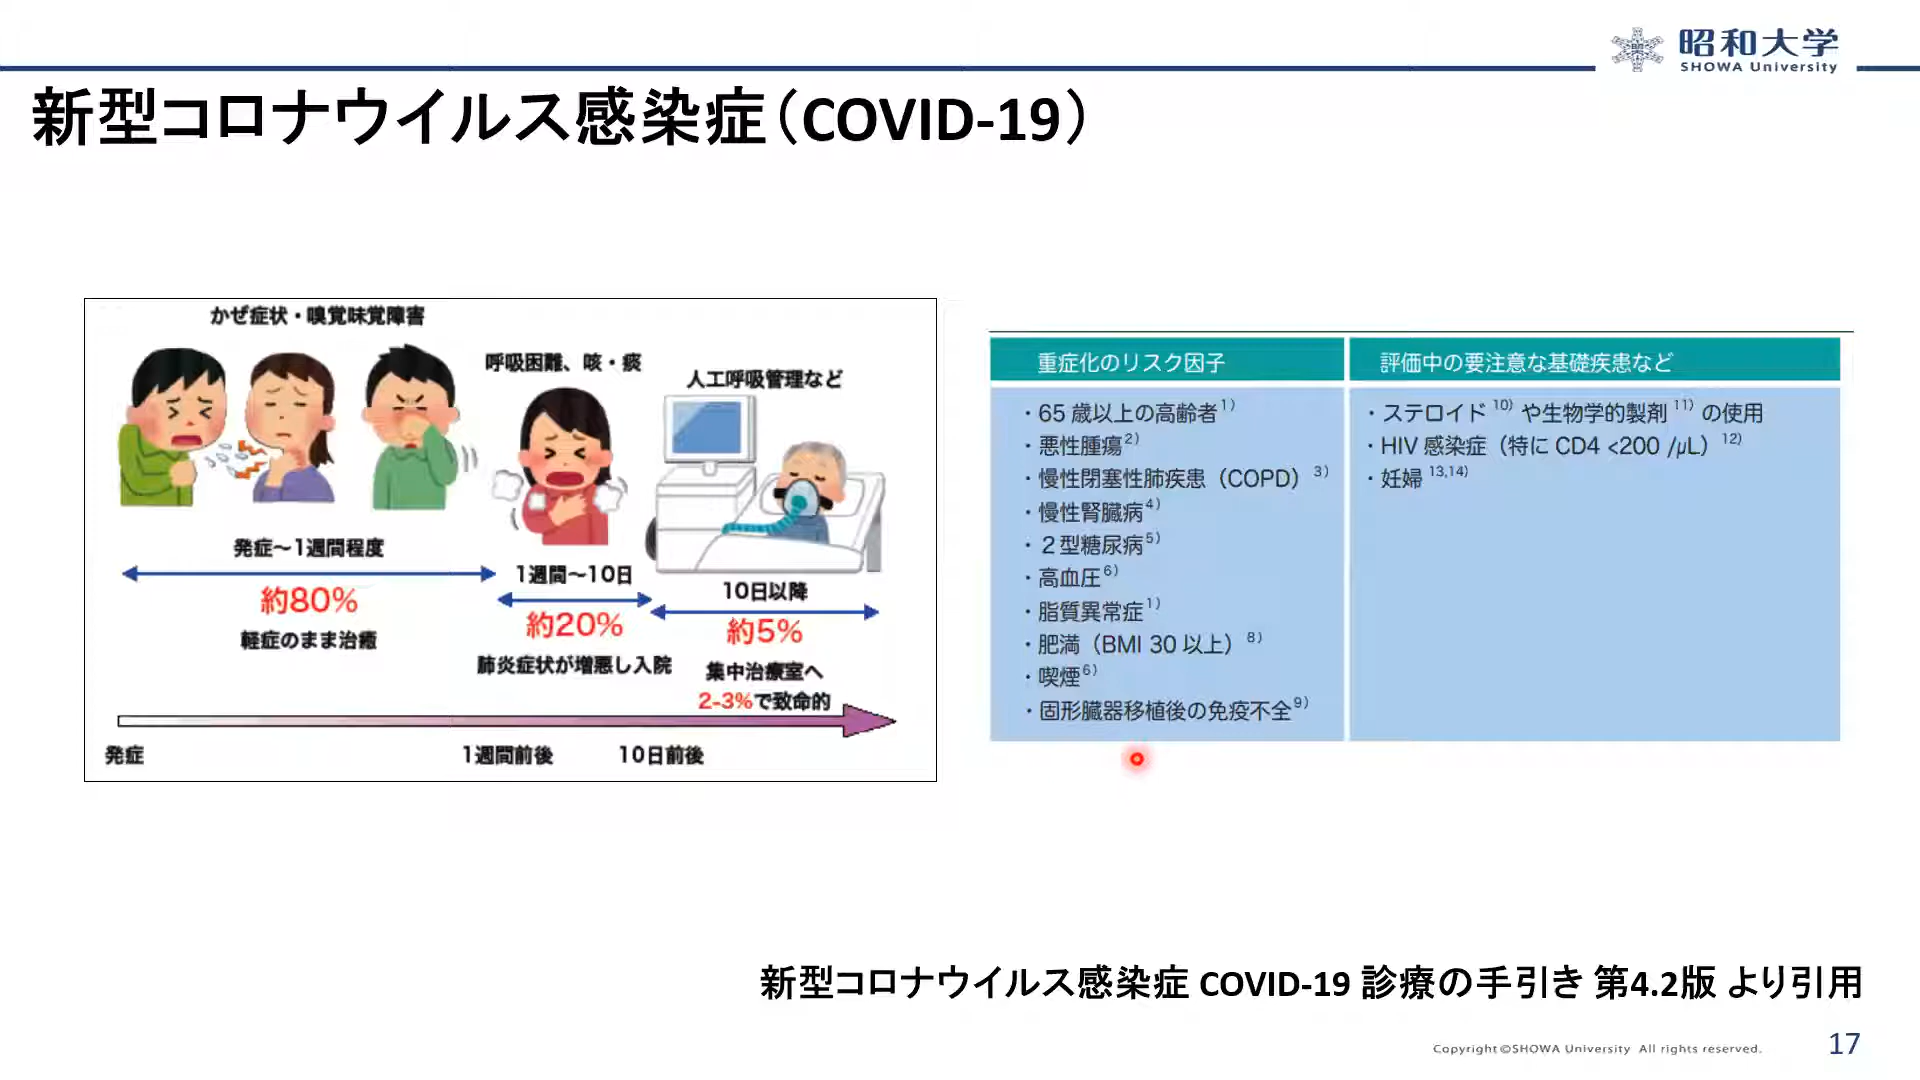 昭和大学
SHOWA University
新型コロナウイルス感染症（COVID-19）
かぜ症状・嗅覚味覚障害
呼吸困難、咳・痰
人工呼吸管理など
発症～1週間程度
約80%
軽症のまま治癒
1週間～10日
約20%
肺炎症状が増悪し入院
10日以降
約5%
集中治療室へ
2-3%で致命的
発症
1週間前後
10日前後
重症化のリスク因子
・65 歳以上の高齢者1）
・悪性腫瘍2）
・慢性閉塞性肺疾患（COPD）3）
・慢性腎臓病4）
・２型糖尿病5）
・高血圧6）
・脂質異常症1）
・肥満（BMI 30 以上）8）
・喫煙6）
・固形臓器移植後の免疫不全9）
評価中の要注意な基礎疾患など
・ステロイド10）や生物学的製剤11）の使用
・HIV 感染症（特に CD4 <200 /μL）12）
・妊婦13,14）
新型コロナウイルス感染症 COVID-19 診療の手引き 第4.2版 より引用
Copyright©SHOWA University All rights reserved.
17